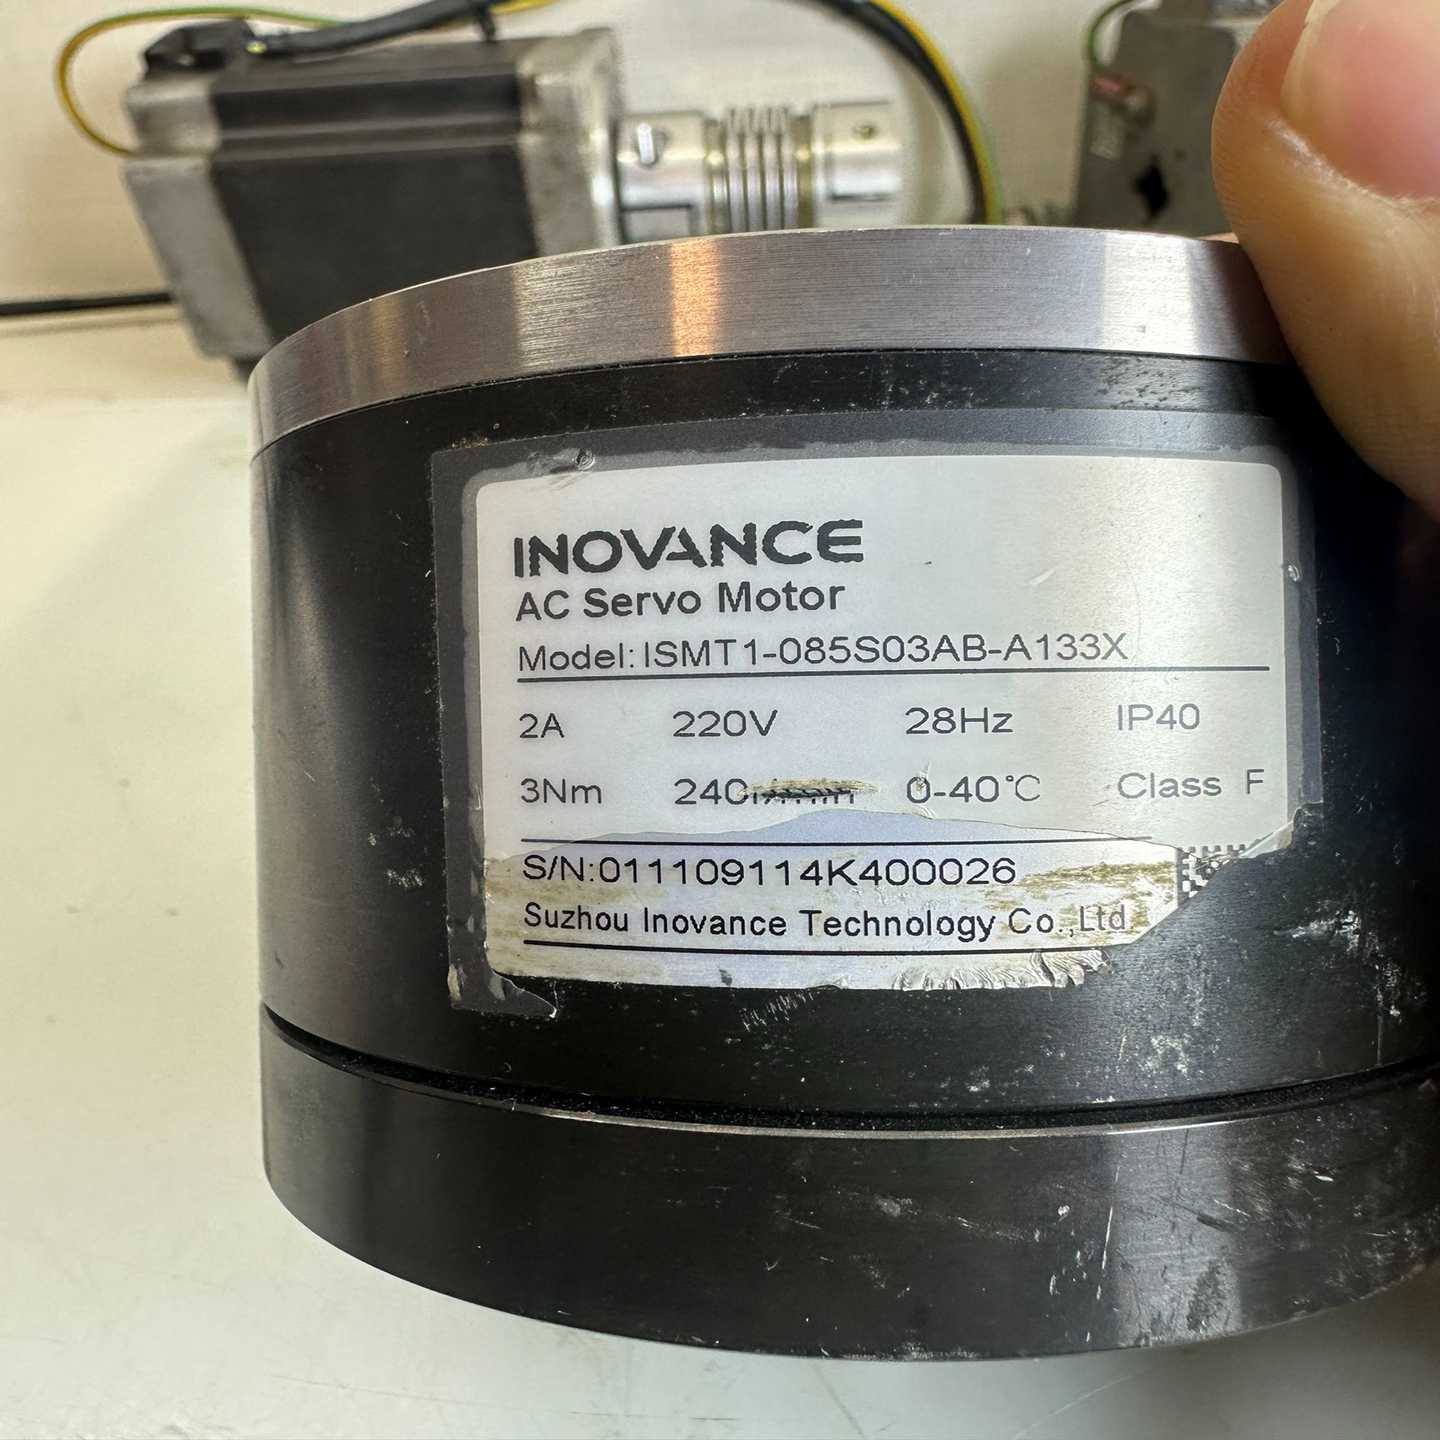 INOVANCE
AC Servo Motor
Model: ISMT1-085S03AB-A133X
2A 220V 28Hz IP40
3Nm 240 0-40℃ Class F
S/N:011109114K400026
Suzhou Inovance Technology Co.,Ltd.